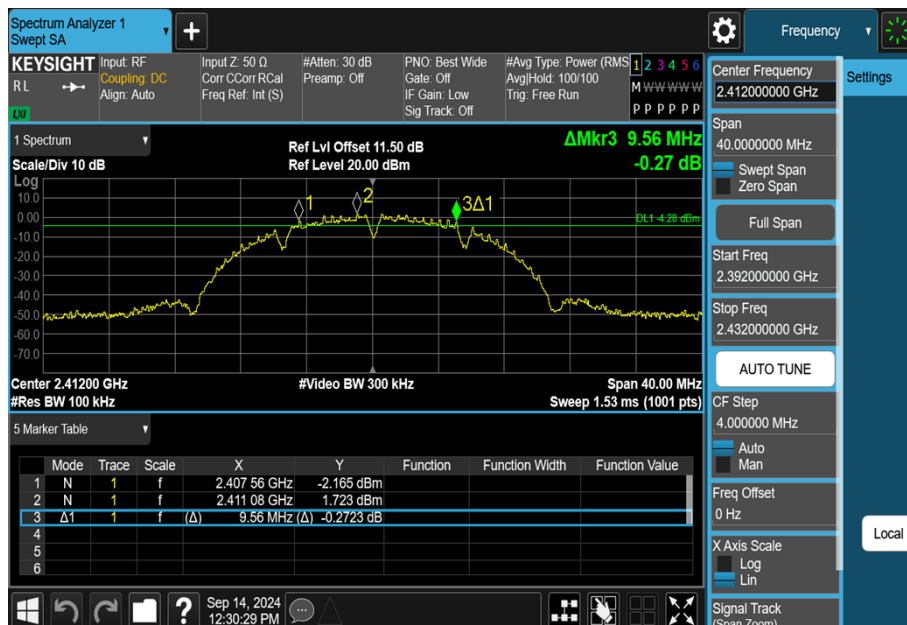 Spectrum Analyzer 1
Swept SA
Frequency
KEYSIGHT
RL
LXI
Input: RF
Coupling: DC
Align: Auto
Input Z: 50 Ω
Corr CCorr RCal
Freq Ref: Int (S)
#Atten: 30 dB
Preamp: Off
PNO: Best Wide
Gate: Off
IF Gain: Low
Sig Track: Off
#Avg Type: Power (RMS
Avg|Hold: 100/100
Trig: Free Run
1 2 3 4 5 6
M W W W W W
P P P P P P
Center Frequency
2.412000000 GHz
Settings
1 Spectrum
Scale/Div 10 dB
Ref Lvl Offset 11.50 dB
Ref Level 20.00 dBm
ΔMkr3 9.56 MHz
-0.27 dB
Log
10.0
0.00
-10.0
-20.0
-30.0
-40.0
-50.0
-60.0
-70.0
1
2
3Δ1
DL1 -4.28 dBm
Center 2.41200 GHz
#Res BW 100 kHz
#Video BW 300 kHz
Span 40.00 MHz
Sweep 1.53 ms (1001 pts)
Span
40.0000000 MHz
Swept Span
Zero Span
Full Span
Start Freq
2.392000000 GHz
Stop Freq
2.432000000 GHz
AUTO TUNE
CF Step
4.000000 MHz
Auto
Man
Freq Offset
0 Hz
X Axis Scale
Log
Lin
Signal Track
(Span Zoom)
Local
5 Marker Table
Mode Trace Scale X Y Function Function Width Function Value
1 N 1 f 2.407 56 GHz -2.165 dBm
2 N 1 f 2.411 08 GHz 1.723 dBm
3 Δ1 1 f (Δ) 9.56 MHz (Δ) -0.2723 dB
4
5
6
?
Sep 14, 2024
12:30:29 PM